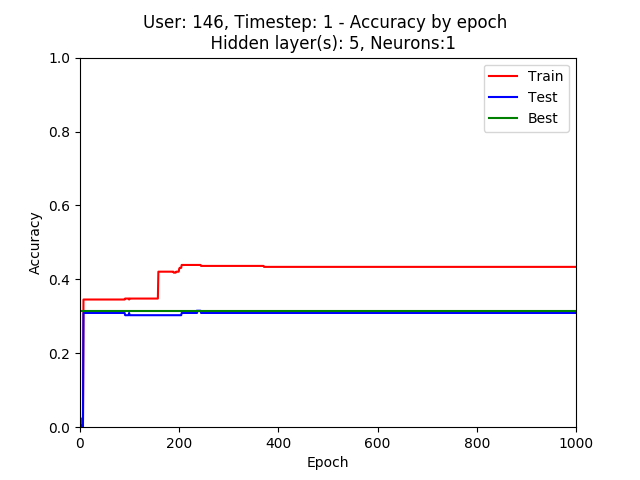 User: 146, Timestep: 1 - Accuracy by epoch
Hidden layer(s): 5, Neurons:1
Train
Test
Best
Accuracy
1.0
0.8
0.6
0.4
0.2
0.0
0 200 400 600 800 1000
Epoch